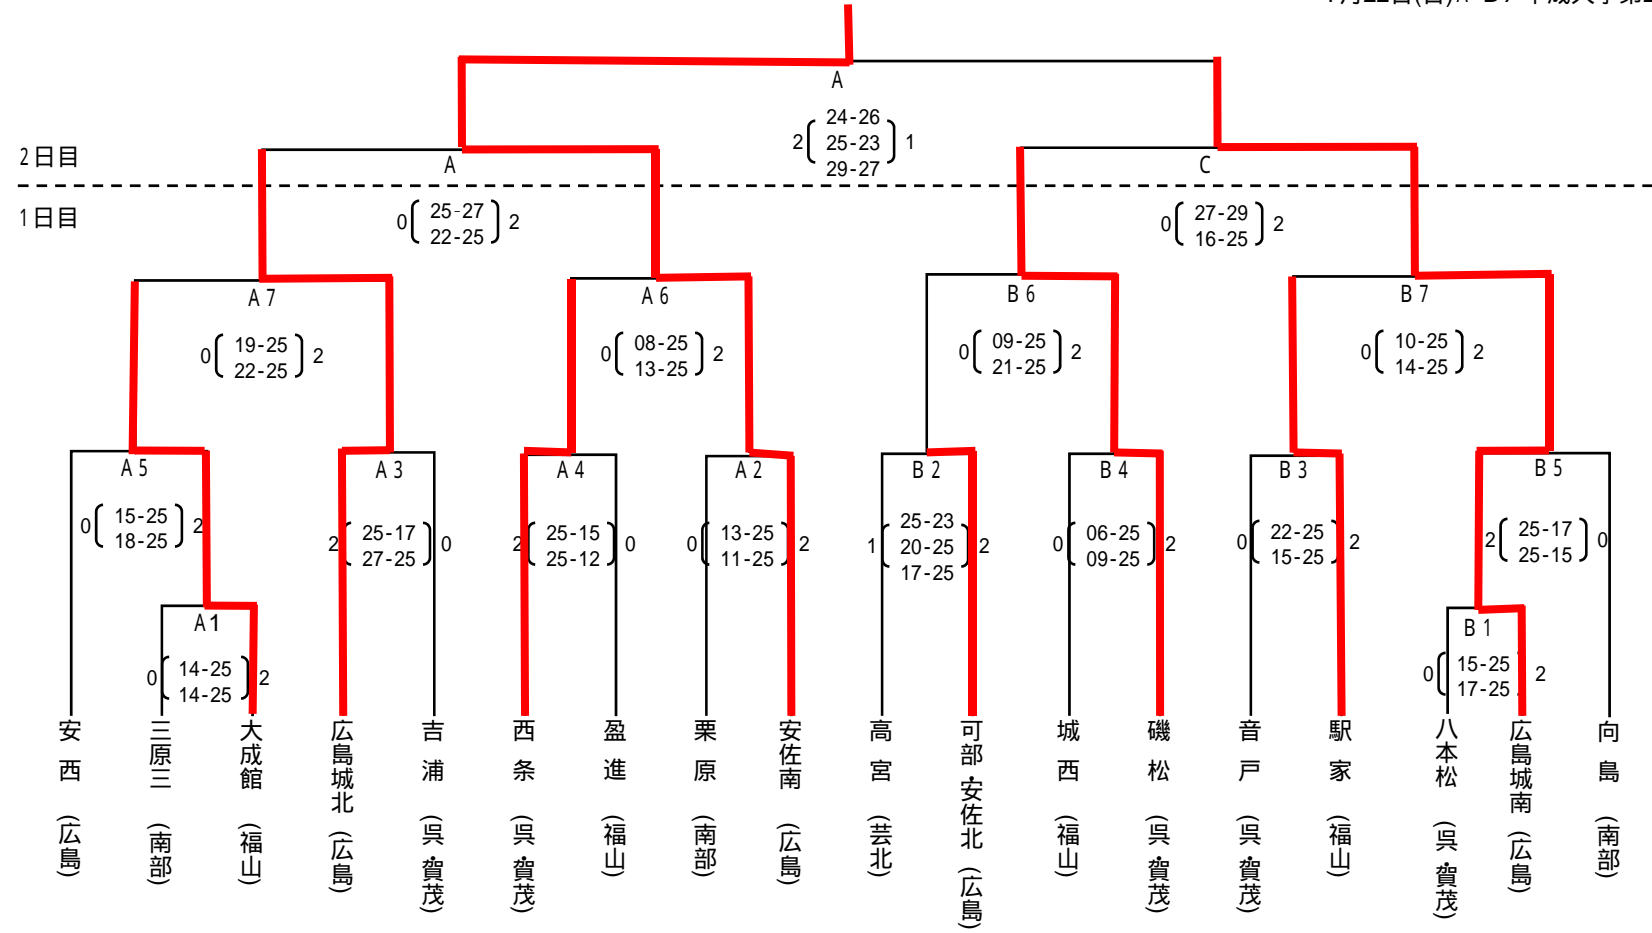 A
24-26
2 25-23 1
29-27
2日目
A
C
1日目
25-27
0 2
22-25
27-29
0 2
16-25
A7
A6
B6
B7
19-25
0 2
22-25
08-25
0 2
13-25
09-25
0 2
21-25
10-25
0 2
14-25
A5
A3
A4
A2
B2
B4
B3
B5
15-25
0 2
18-25
25-17
2 0
27-25
25-15
2 0
25-12
13-25
0 2
11-25
25-23
1 20-25 2
17-25
06-25
0 2
09-25
22-25
0 2
15-25
25-17
2 0
25-15
A1
14-25
0 2
14-25
B1
15-25
0 2
17-25
安西(広島)
三原三(南部)
大成館(福山)
広島城北(広島)
吉浦(呉・賀茂)
西条(呉・賀茂)
盈進(福山)
栗原(南部)
安佐南(広島)
高宮(芸北)
可部・安佐北(広島)
城西(福山)
磯松(呉・賀茂)
音戸(呉・賀茂)
駅家(福山)
八本松(呉・賀茂)
広島城南(広島)
向島(南部)